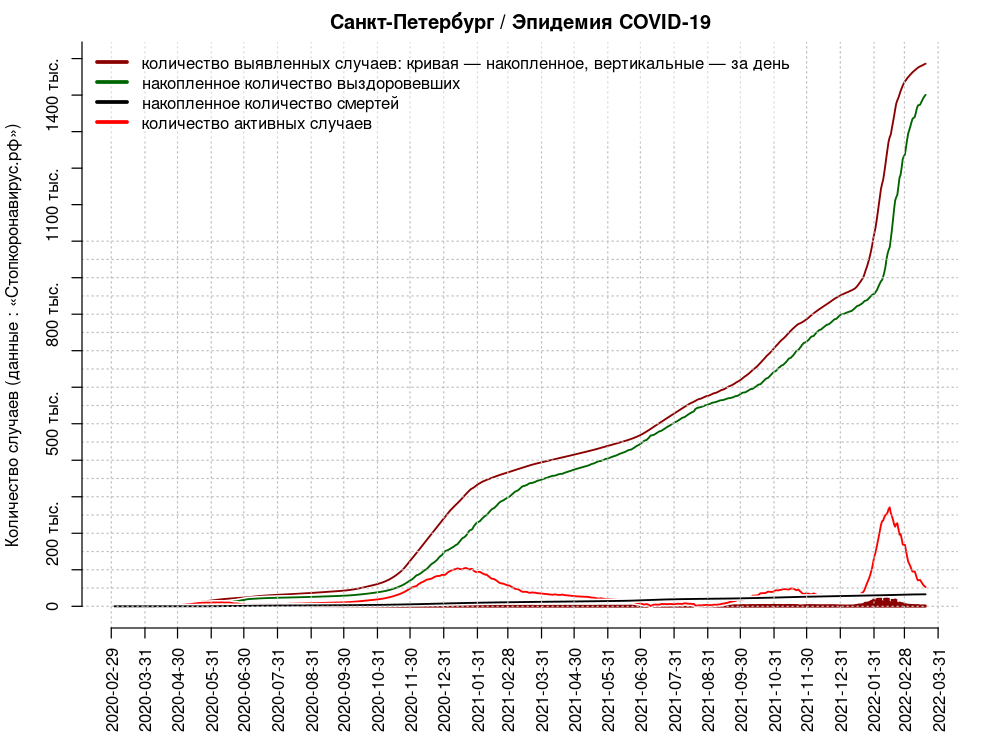 Санкт-Петербург / Эпидемия COVID-19
количество выявленных случаев: кривая — накопленное, вертикальные — за день
накопленное количество выздоровевших
накопленное количество смертей
количество активных случаев
Количество случаев (данные : «Стопкоронавирус.рф»)
1400 тыс.
1100 тыс.
800 тыс.
500 тыс.
200 тыс.
0
2020-02-29
2020-03-31
2020-04-30
2020-05-31
2020-06-30
2020-07-31
2020-08-31
2020-09-30
2020-10-31
2020-11-30
2020-12-31
2021-01-31
2021-02-28
2021-03-31
2021-04-30
2021-05-31
2021-06-30
2021-07-31
2021-08-31
2021-09-30
2021-10-31
2021-11-30
2021-12-31
2022-01-31
2022-02-28
2022-03-31